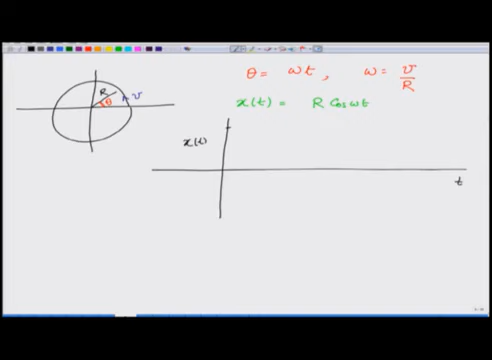 θ = ωt , ω = v/R
R
θ
v
x(t) = R Cos ωt
x(t)
t